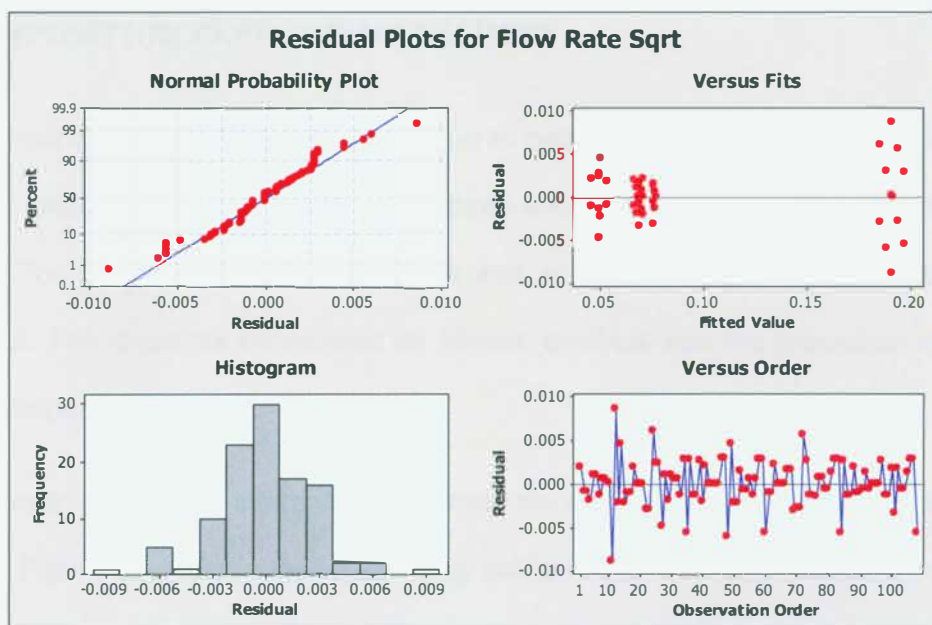 Residual Plots for Flow Rate Sqrt
Normal Probability Plot
99.9
99
90
50
10
1
0.1
Percent
-0.010 -0.005 0.000 0.005 0.010
Residual
Versus Fits
0.010
0.005
0.000
-0.005
-0.010
Residual
0.05 0.10 0.15 0.20
Fitted Value
Histogram
30
20
10
0
Frequency
-0.009 -0.006 -0.003 0.000 0.003 0.006 0.009
Residual
Versus Order
0.010
0.005
0.000
-0.005
-0.010
Residual
1 10 20 30 40 50 60 70 80 90 100
Observation Order